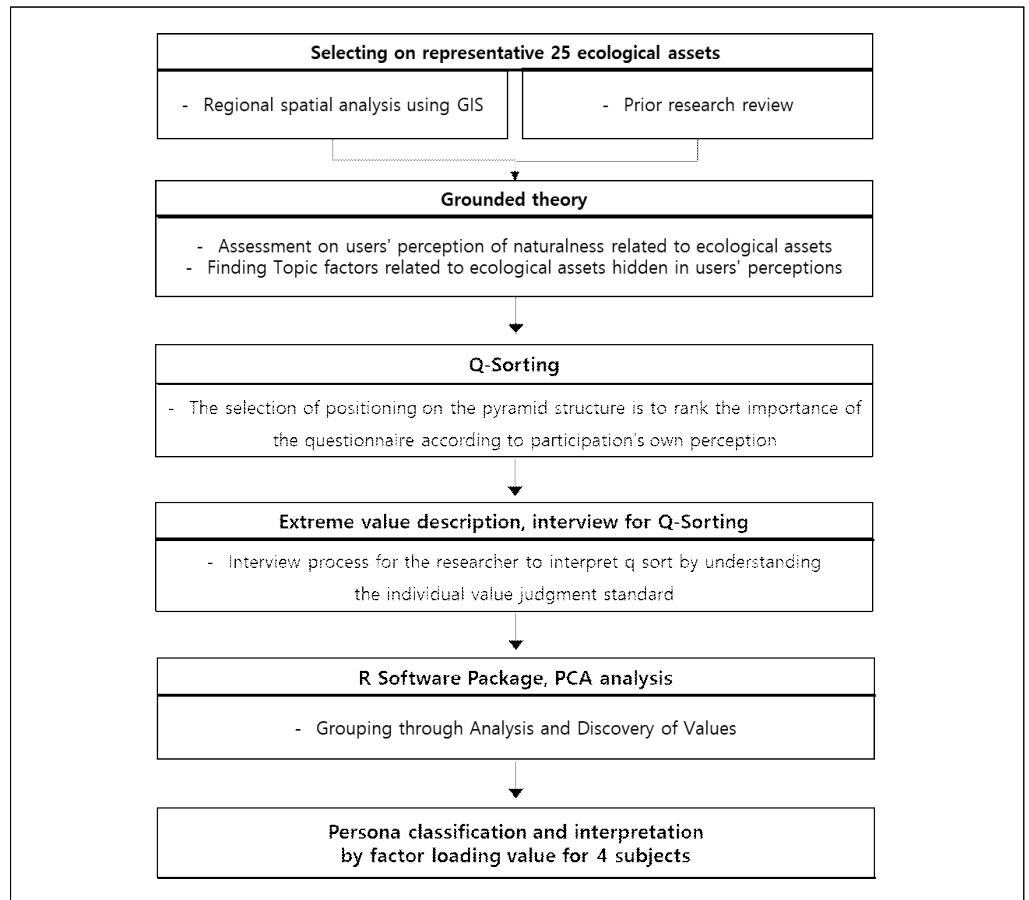 Selecting on representative 25 ecological assets
- Regional spatial analysis using GIS
- Prior research review
Grounded theory
- Assessment on users' perception of naturalness related to ecological assets
- Finding Topic factors related to ecological assets hidden in users' perceptions
Q-Sorting
- The selection of positioning on the pyramid structure is to rank the importance of
the questionnaire according to participation's own perception
Extreme value description, interview for Q-Sorting
- Interview process for the researcher to interpret q sort by understanding
the individual value judgment standard
R Software Package, PCA analysis
- Grouping through Analysis and Discovery of Values
Persona classification and interpretation
by factor loading value for 4 subjects